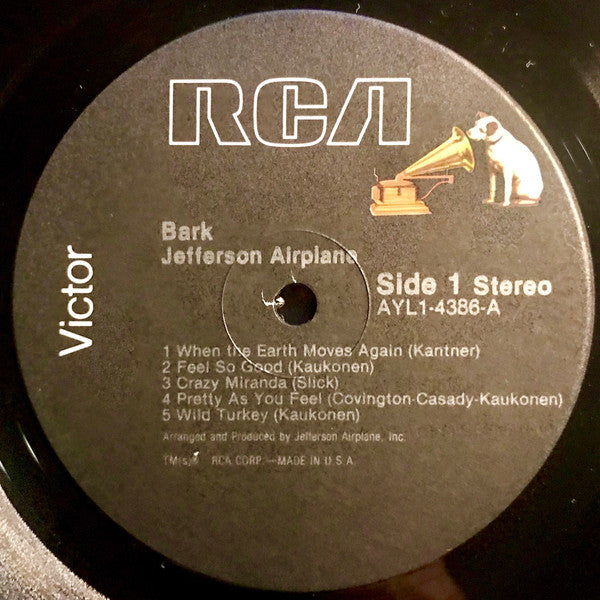 RCA
Victor
Bark
Jefferson Airplane
Side 1 Stereo
AYL1-4386-A
1 When the Earth Moves Again (Kantner)
2 Feel So Good (Kaukonen)
3 Crazy Miranda (Slick)
4 Pretty As You Feel (Covington-Casady-Kaukonen)
5 Wild Turkey (Kaukonen)
Arranged and Produced by Jefferson Airplane, Inc.
TM(s)® RCA CORP.—MADE IN U.S.A.